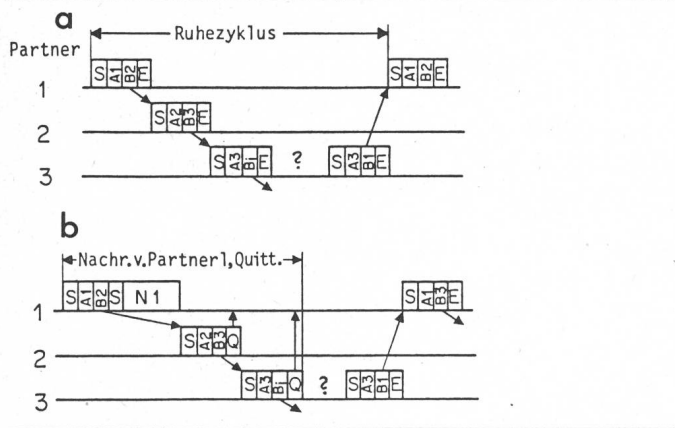 a
Ruhezyklus
Partner
S A1 B2 E S A1 B2 E
1
S A2 B3 E
2
S A3 Bi E ? S A3 B1 E
3
b
Nachr.v.Partner1,Quitt.
S A1 B2 S N1 S A1 B3 E
1
S A2 B3 Q
2
S A3 Bi Q ? S A3 B1 E
3